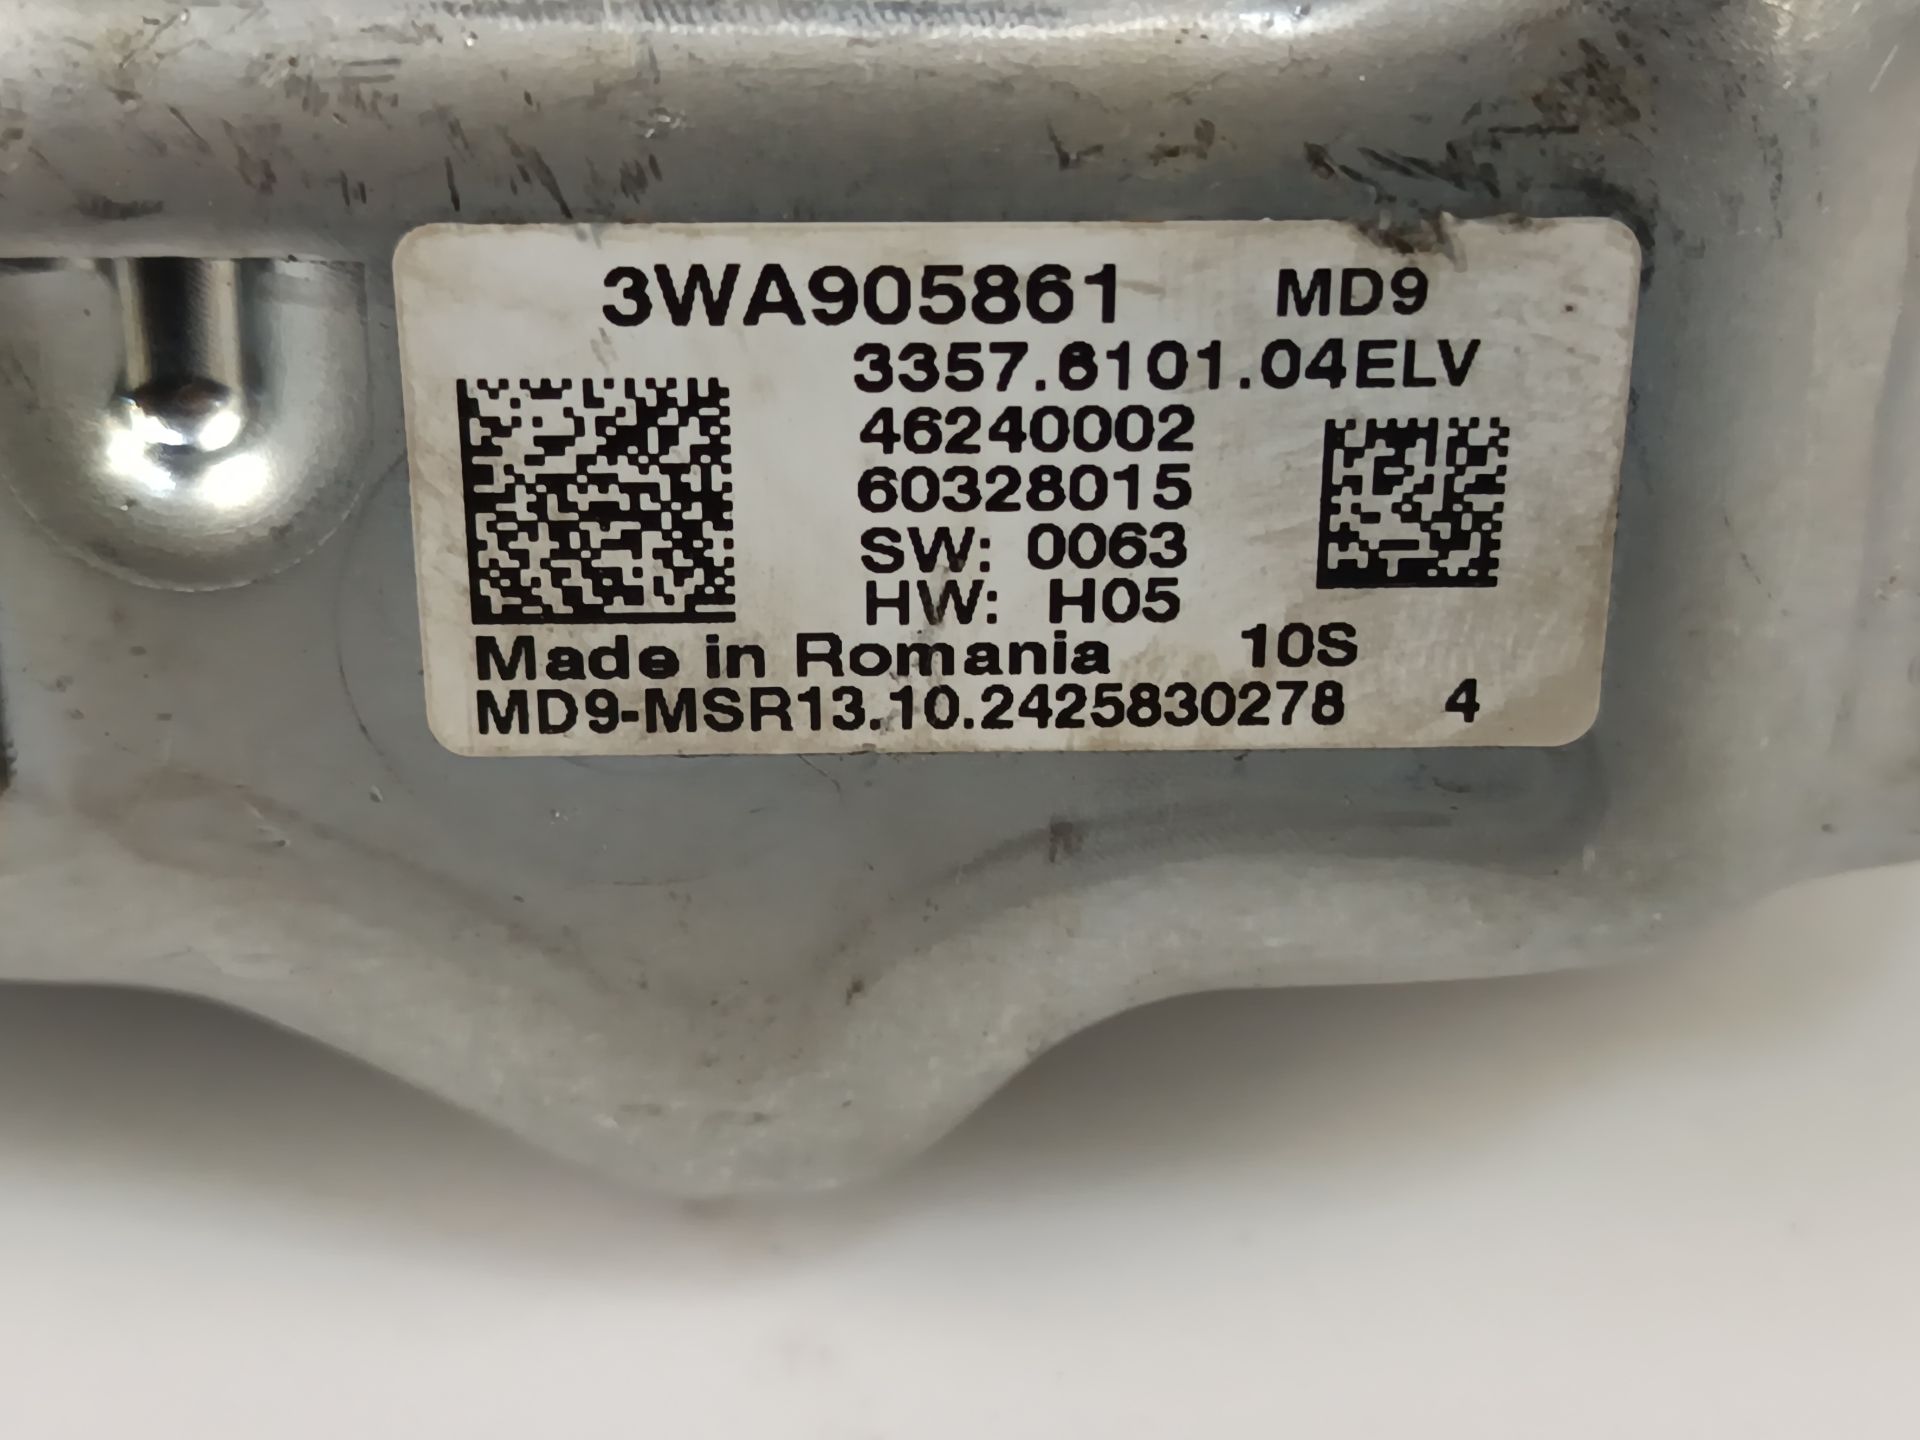 3WA905861 MD9
3357.6101.04ELV
46240002
60328015
SW: 0063
HW: H05
Made in Romania 10S
MD9-MSR13.10.2425830278 4